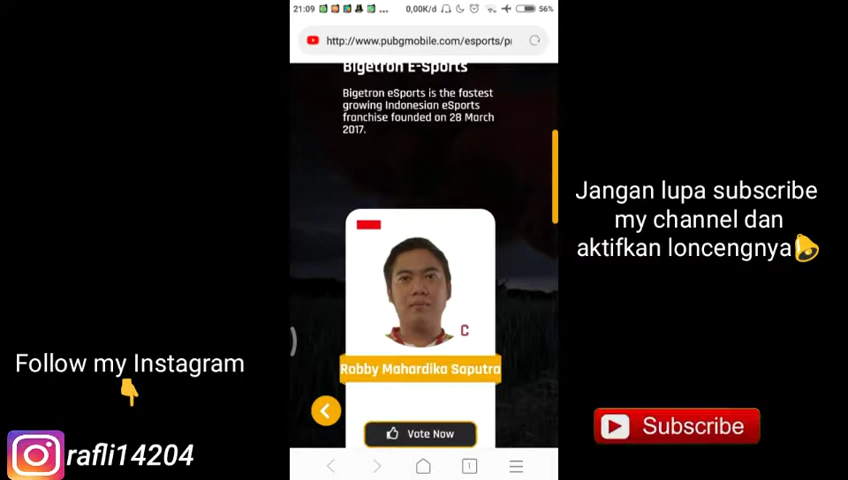 21:09
... 0,00K/d 56%
http://www.pubgmobile.com/esports/p
Bigetron E-Sports
Bigetron eSports is the fastest
growing Indonesian eSports
franchise founded on 28 March
2017.
C
Robby Mahardika Saputra
Vote Now
1
Follow my Instagram
rafli14204
Jangan lupa subscribe
my channel dan
aktifkan loncengnya
Subscribe